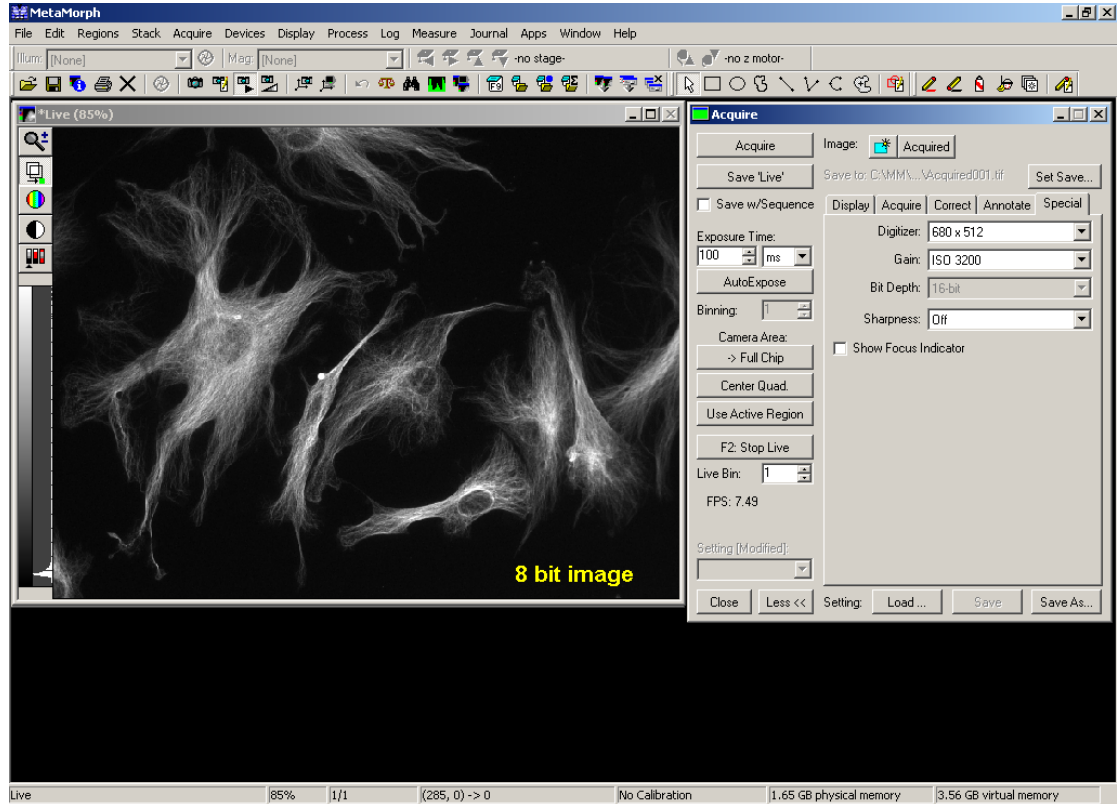 MetaMorph
File Edit Regions Stack Acquire Devices Display Process Log Measure Journal Apps Window Help
Illum: [None] Mag: [None] -no stage- -no z motor-
F9
*Live (85%)
8 bit image
Acquire
Acquire Image: Acquired
Save 'Live' Save to: C:\MM\...\Acquired001.tif Set Save...
Save w/Sequence Display Acquire Correct Annotate Special
Digitizer: 680 x 512
Exposure Time:
100 ms Gain: ISO 3200
AutoExpose Bit Depth: 16-bit
Binning: 1 Sharpness: Off
Camera Area:
-> Full Chip Show Focus Indicator
Center Quad.
Use Active Region
F2: Stop Live
Live Bin: 1
FPS: 7.49
Setting [Modified]:
Close Less << Setting: Load ... Save Save As...
Live 85% 1/1 (285, 0) -> 0 No Calibration 1.65 GB physical memory 3.56 GB virtual memory